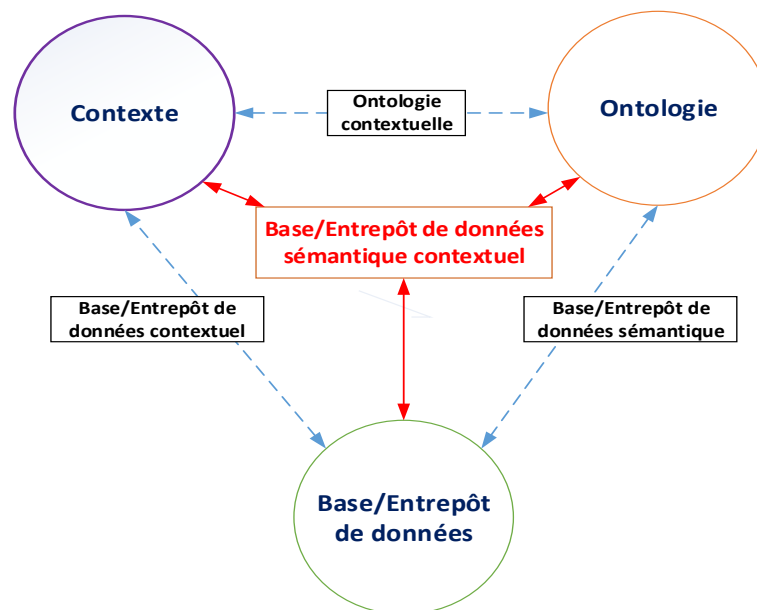 Contexte
Ontologie
contextuelle
Ontologie
Base/Entrepôt de données
sémantique contextuel
Base/Entrepôt de
données contextuel
Base/Entrepôt de
données sémantique
Base/Entrepôt
de données